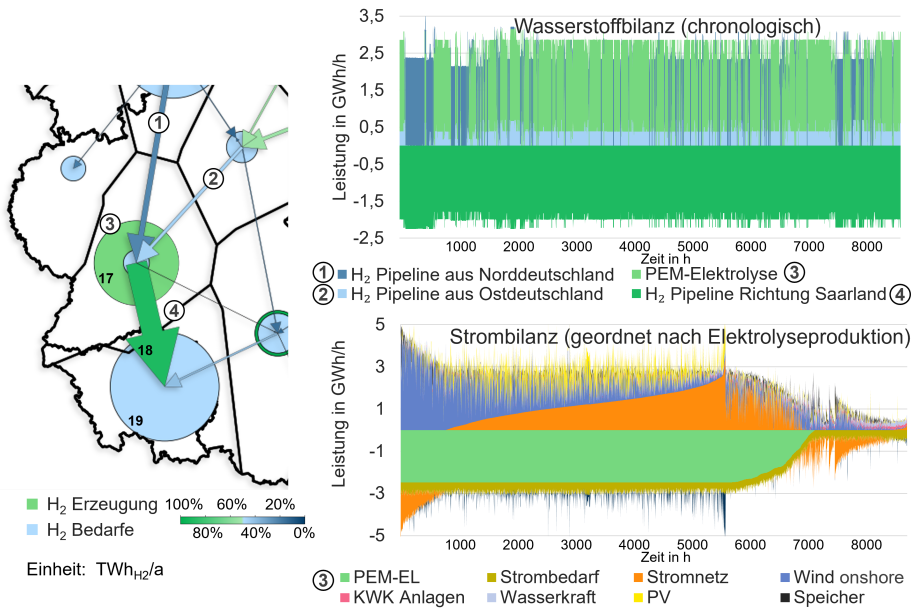 1
2
3
17
4
18
19
H₂ Erzeugung
H₂ Bedarfe
100% 60% 20%
80% 40% 0%
Einheit: TWhH2/a
Wasserstoffbilanz (chronologisch)
Leistung in GWh/h
3,5
2,5
1,5
0,5
-0,5
-1,5
-2,5
1000 2000 3000 4000 5000 6000 7000 8000
Zeit in h
1 H₂ Pipeline aus Norddeutschland PEM-Elektrolyse 3
2 H₂ Pipeline aus Ostdeutschland H₂ Pipeline Richtung Saarland 4
Strombilanz (geordnet nach Elektrolyseproduktion)
Leistung in GWh/h
5
3
1
-1
-3
-5
1000 2000 3000 4000 5000 6000 7000 8000
Zeit in h
3 PEM-EL Strombedarf Stromnetz Wind onshore
KWK Anlagen Wasserkraft PV Speicher